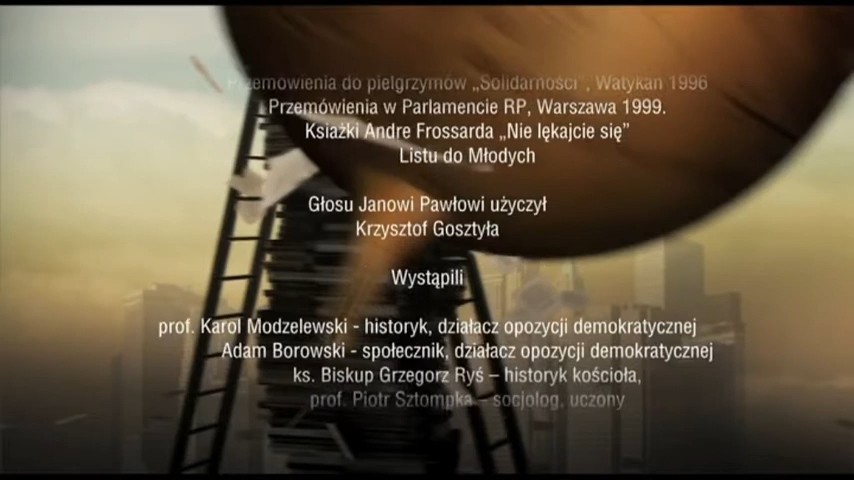 Przemówienia do pielgrzymów „Solidarności”, Watykan 1996
Przemówienia w Parlamencie RP, Warszawa 1999.
Książki Andre Frossarda „Nie lękajcie się”
Listu do Młodych
Głosu Janowi Pawłowi użyczył
Krzysztof Gosztyła
Wystąpili
prof. Karol Modzelewski - historyk, działacz opozycji demokratycznej
Adam Borowski - społecznik, działacz opozycji demokratycznej
ks. Biskup Grzegorz Ryś – historyk kościoła,
prof. Piotr Sztompka – socjolog, uczony